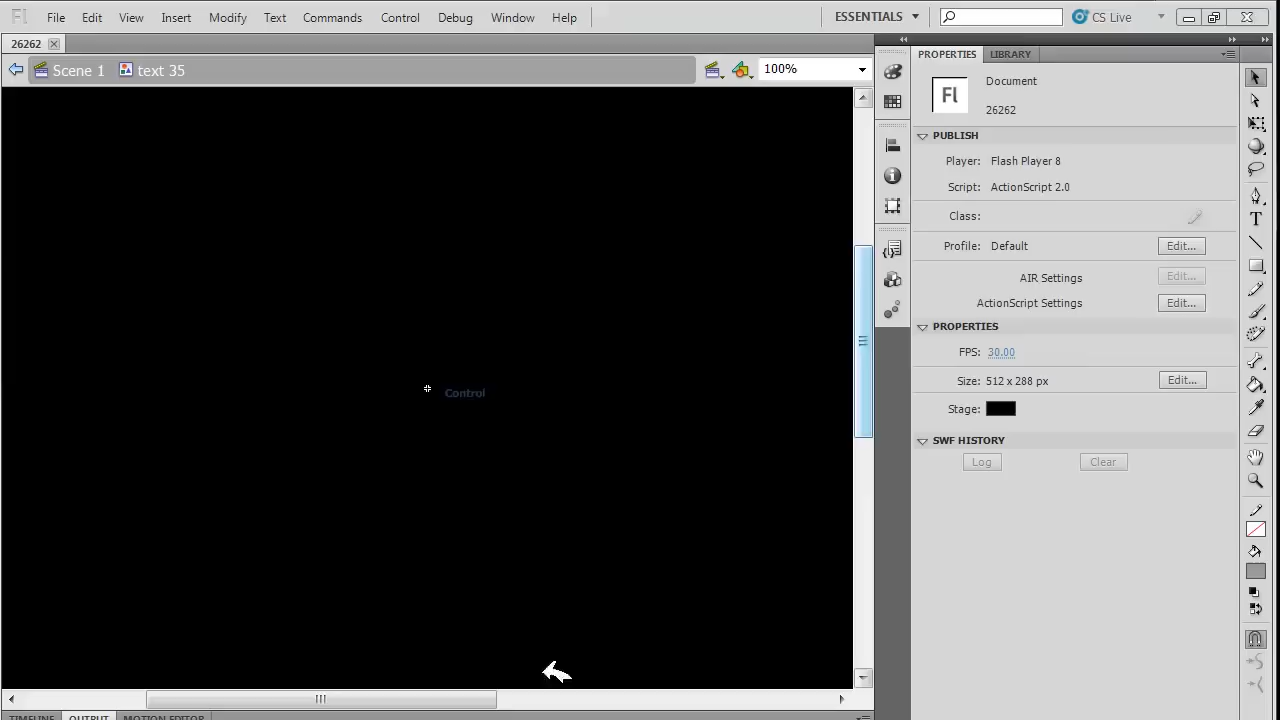 Fl File Edit View Insert Modify Text Commands Control Debug Window Help ESSENTIALS CS Live
26262
Scene 1 text 35 100%
PROPERTIES LIBRARY
Fl
Document
26262
PUBLISH
Player: Flash Player 8
Script: ActionScript 2.0
Class:
Profile: Default Edit...
AIR Settings Edit...
ActionScript Settings Edit...
PROPERTIES
FPS: 30.00
Size: 512 x 288 px Edit...
Stage:
SWF HISTORY
Log Clear
Control
TIMELINE OUTPUT MOTION EDITOR